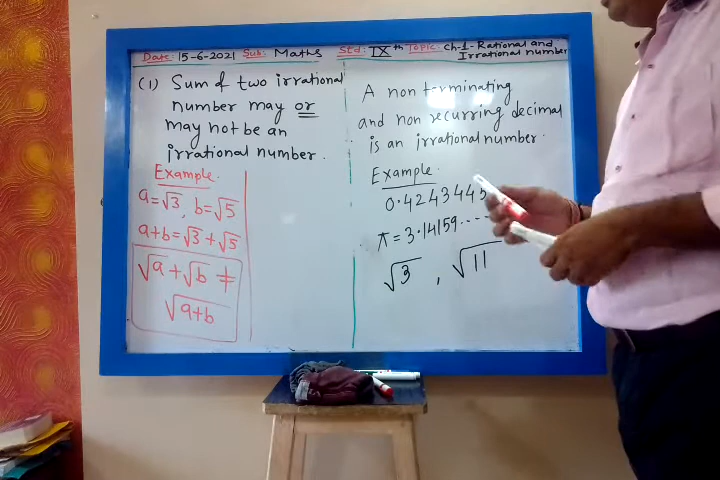 Date: 15-6-2021 Sub: Maths Std: IXth Topic: Ch-1-Rational and
Irrational number
(1) Sum of two irrational
number may or
may not be an
irrational number.
Example.
a=√3, b=√5
a+b=√3+√5
√a+√b ≠
√a+b
A non terminating
and non recurring decimal
is an irrational number.
Example.
0.4243445
π=3.14159....
√3 , √11